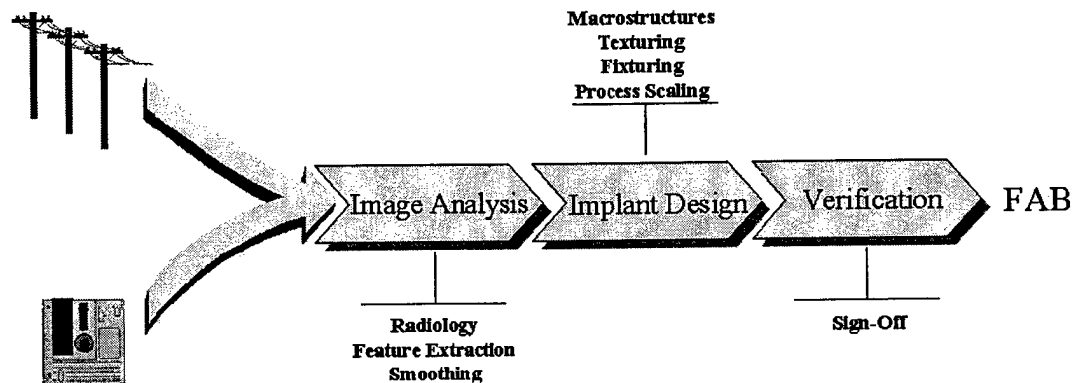 Macrostructures
Texturing
Fixturing
Process Scaling
Image Analysis
Implant Design
Verification
FAB
Radiology
Feature Extraction
Smoothing
Sign-Off